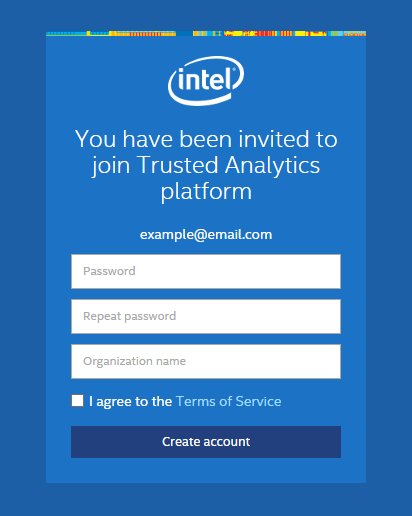 intel
You have been invited to
join Trusted Analytics
platform
example@email.com
Password
Repeat password
Organization name
I agree to the Terms of Service
Create account